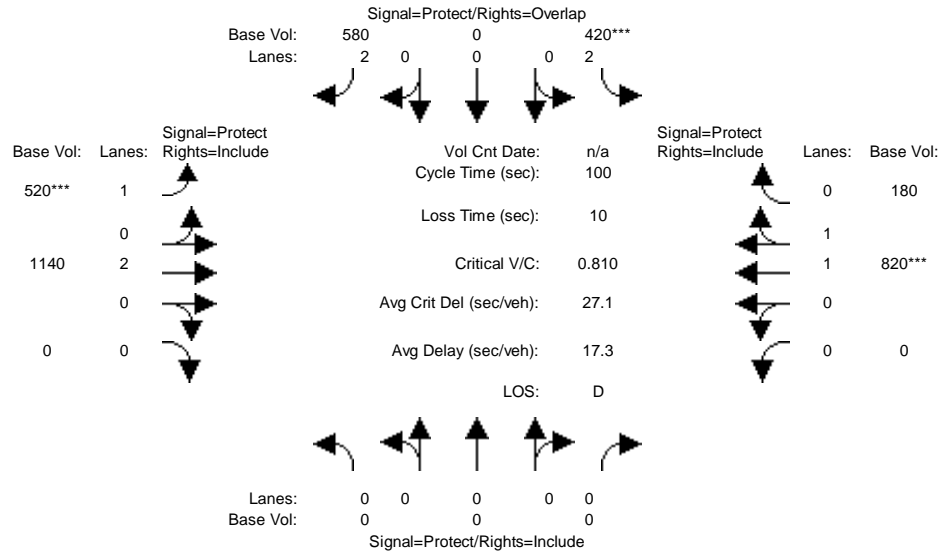 Signal=Protect/Rights=Overlap
Base Vol: 580 0 420***
Lanes: 2 0 0 0 2
Signal=Protect
Signal=Protect
Base Vol: Lanes: Rights=Include Vol Cnt Date: n/a Rights=Include Lanes: Base Vol:
Cycle Time (sec): 100
520*** 1 0 180
Loss Time (sec): 10
0 1
1140 2 Critical V/C: 0.810 1 820***
0 Avg Crit Del (sec/veh): 27.1 0
0 0 Avg Delay (sec/veh): 17.3 0 0
LOS: D
Lanes: 0 0 0 0 0
Base Vol: 0 0 0
Signal=Protect/Rights=Include